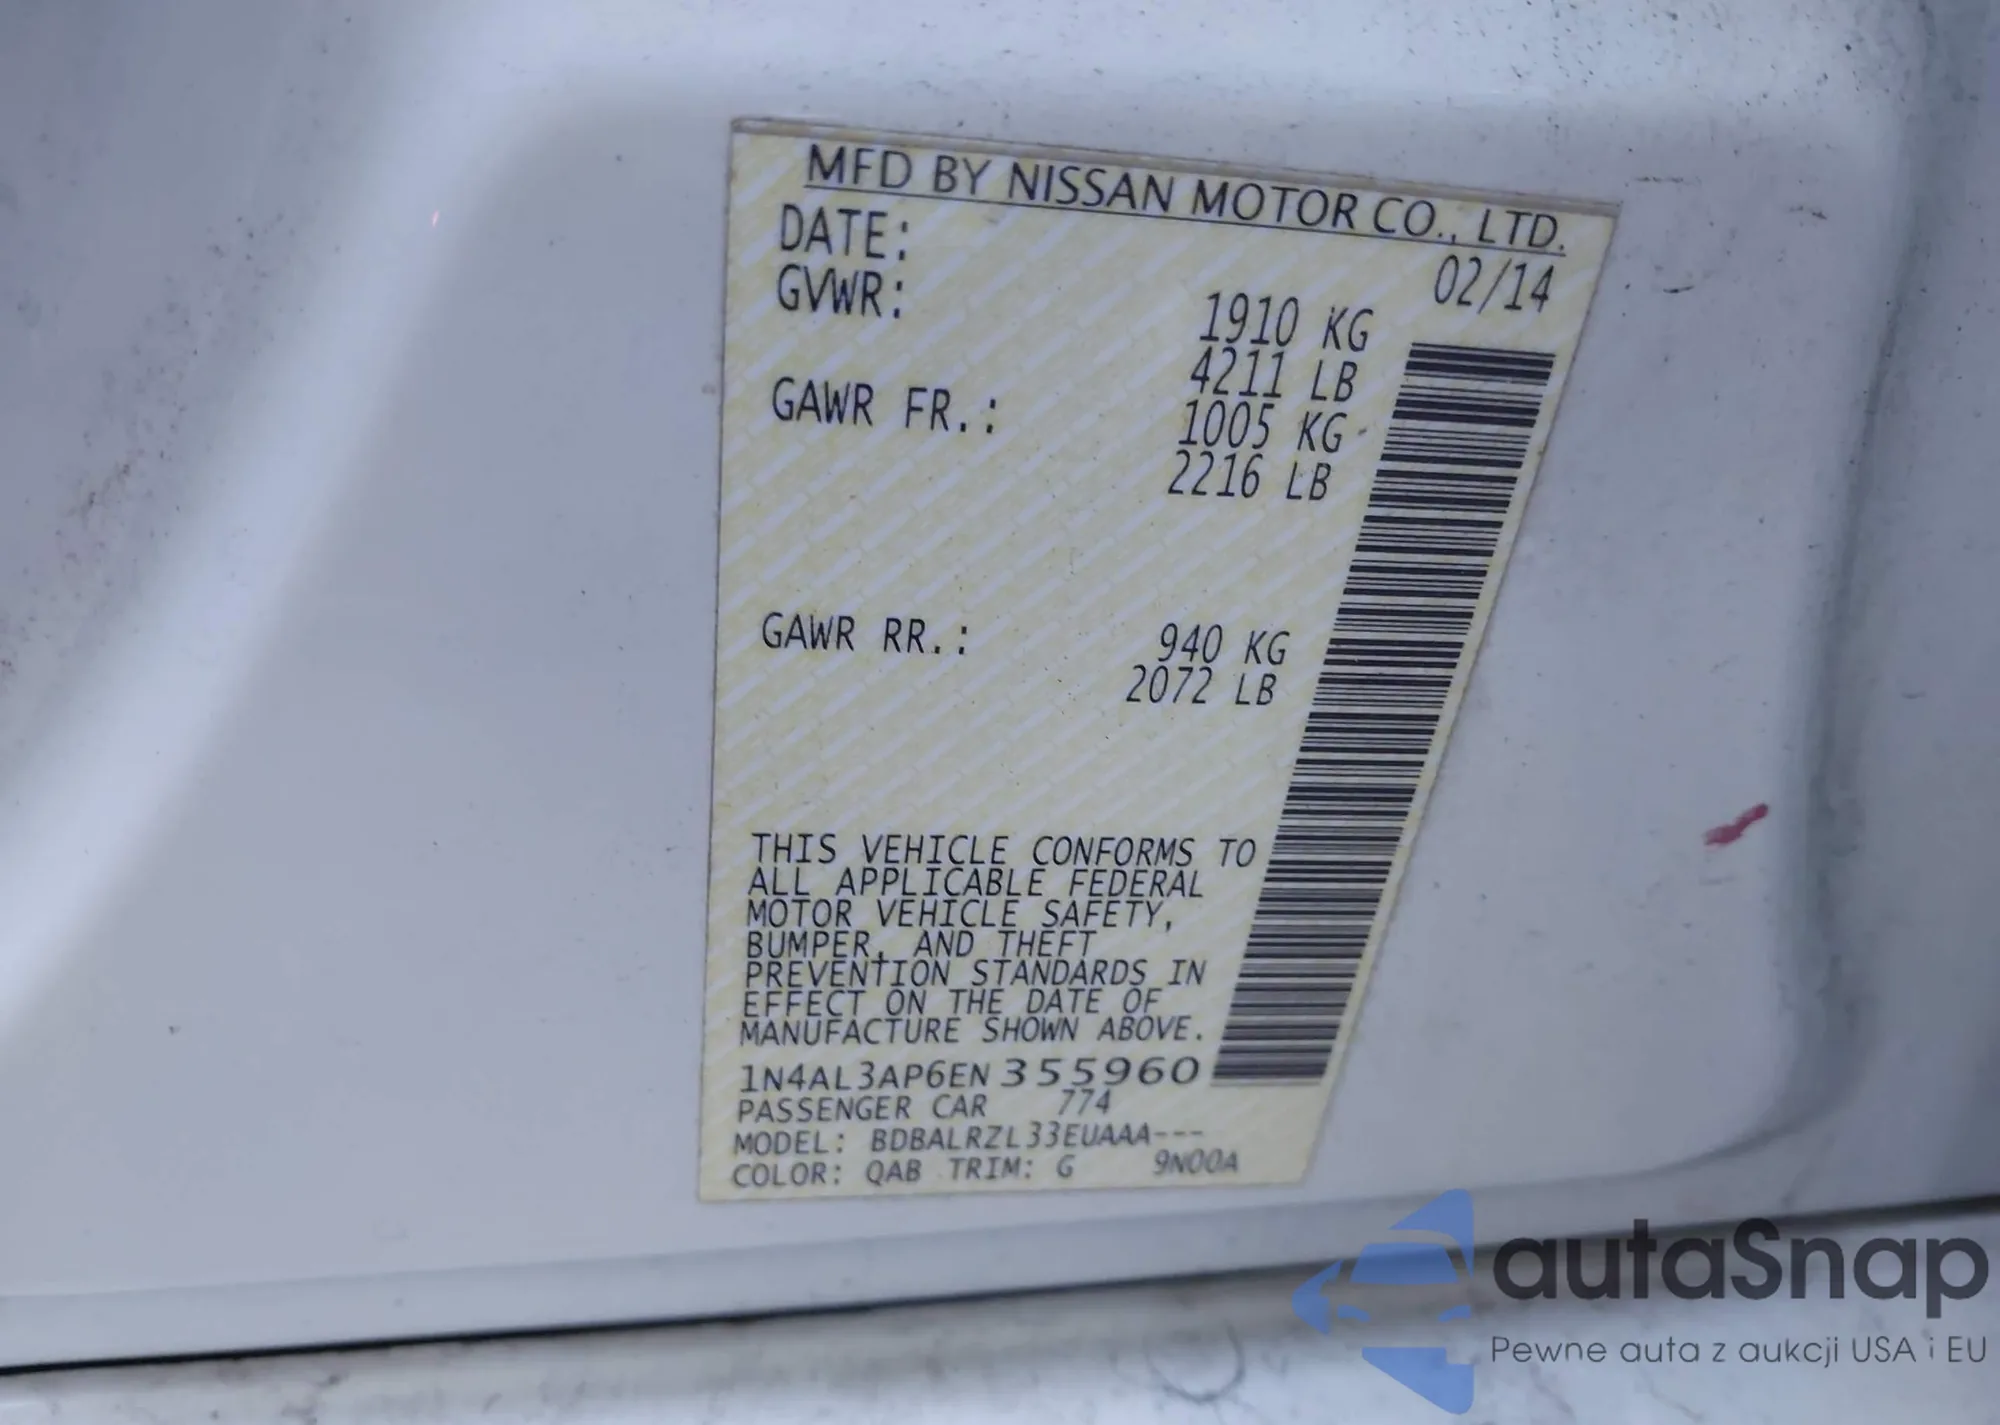 MFD BY NISSAN MOTOR CO., LTD.
DATE: 02/14
GVWR: 1910 KG
4211 LB
GAWR FR.: 1005 KG
2216 LB
GAWR RR.: 940 KG
2072 LB
THIS VEHICLE CONFORMS TO
ALL APPLICABLE FEDERAL
MOTOR VEHICLE SAFETY,
BUMPER, AND THEFT
PREVENTION STANDARDS IN
EFFECT ON THE DATE OF
MANUFACTURE SHOWN ABOVE.
1N4AL3AP6EN355960
PASSENGER CAR 774
MODEL: BDBALRZL33EUAAA---
COLOR: QAB TRIM: G 9N00A
autaSnap
Pewne auta z aukcji USA i EU